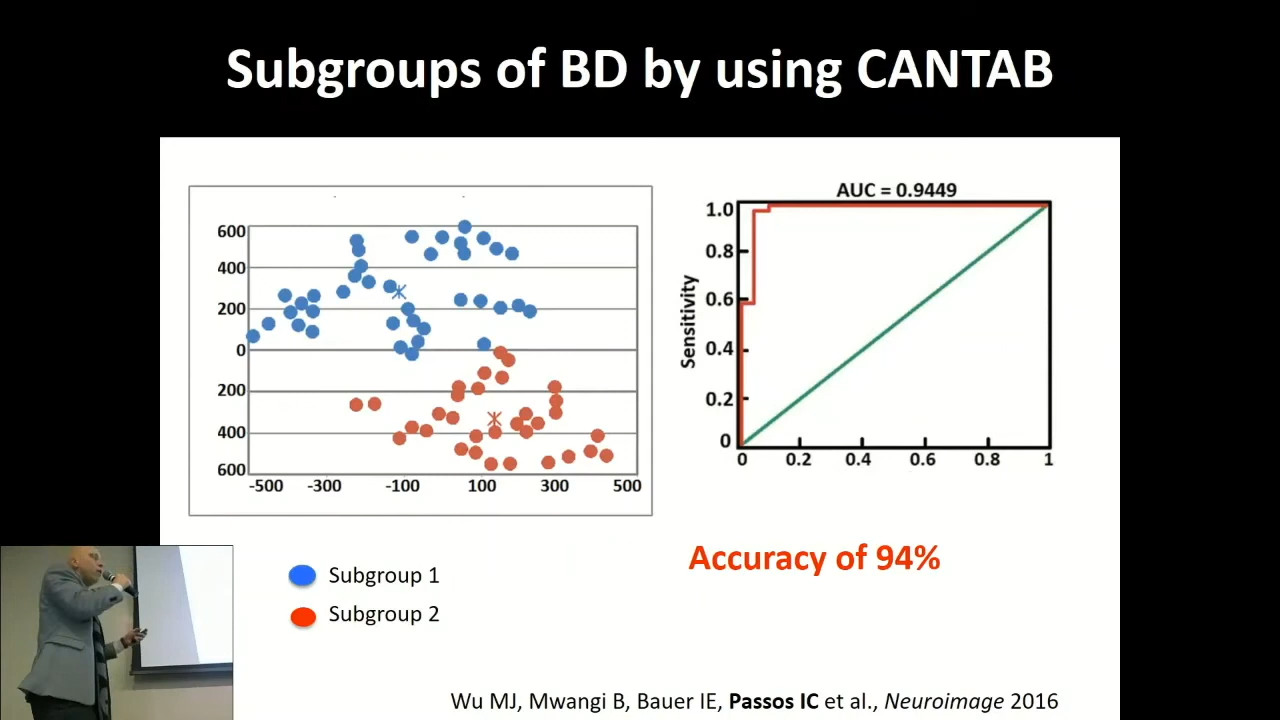 Subgroups of BD by using CANTAB
600
400
200
0
200
400
600
-500 -300 -100 100 300 500
AUC = 0.9449
Sensitivity
1.0
0.8
0.6
0.4
0.2
0
0 0.2 0.4 0.6 0.8 1
Subgroup 1
Subgroup 2
Accuracy of 94%
Wu MJ, Mwangi B, Bauer IE, Passos IC et al., Neuroimage 2016